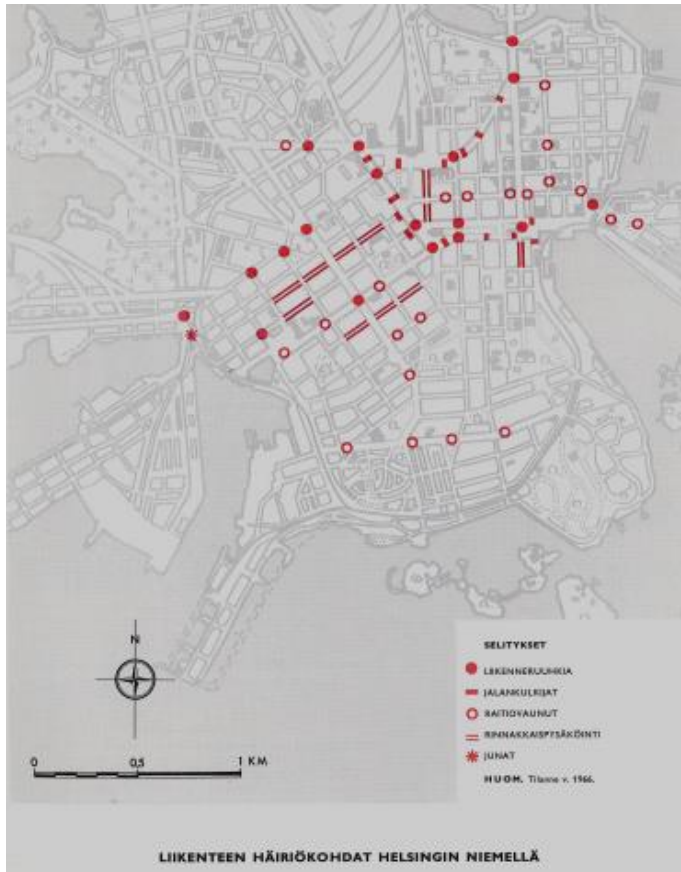 N
0 0,5 1 KM
SELITYKSET
LIIKENNERUUHKIA
JALANKULKIJAT
RAITIOVAUNUT
RINNAKKAISPYSÄKÖINTI
JUNAT
HUOM. Tilanne v. 1966.
LIIKENTEEN HÄIRIÖKOHDAT HELSINGIN NIEMELLÄ